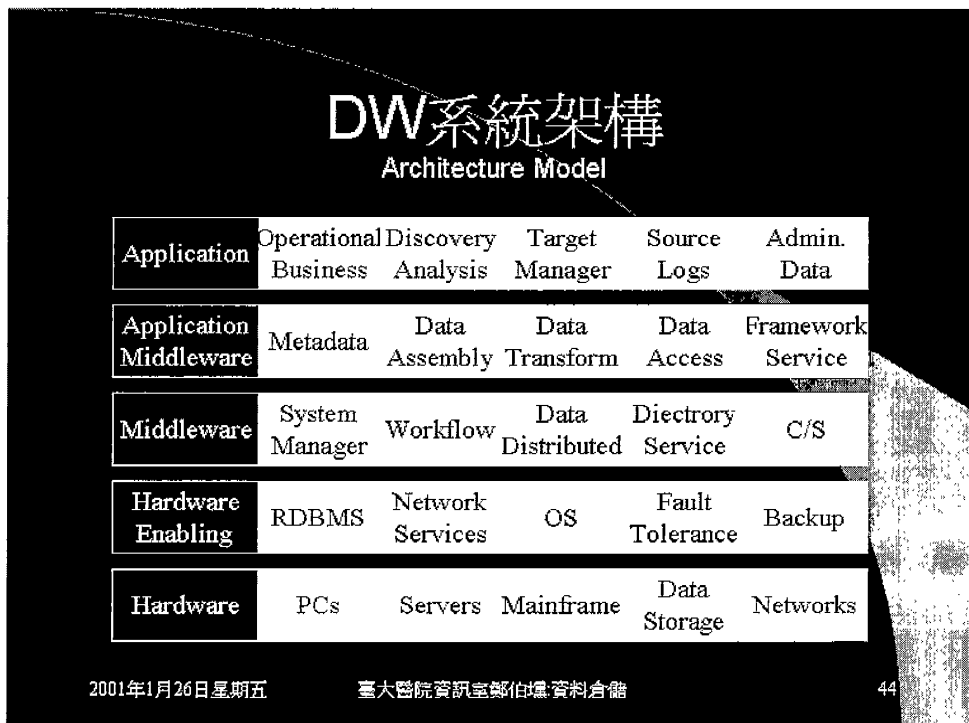 DW系統架構
Architecture Model
Application
Operational Business
Discovery Analysis
Target Manager
Source Logs
Admin. Data
Application Middleware
Metadata
Data Assembly
Data Transform
Data Access
Framework Service
Middleware
System Manager
Workflow
Data Distributed
Diectrory Service
C/S
Hardware Enabling
RDBMS
Network Services
OS
Fault Tolerance
Backup
Hardware
PCs
Servers
Mainframe
Data Storage
Networks
2001年1月26日星期五
臺大醫院資訊室鄭伯壎:資料倉儲
44